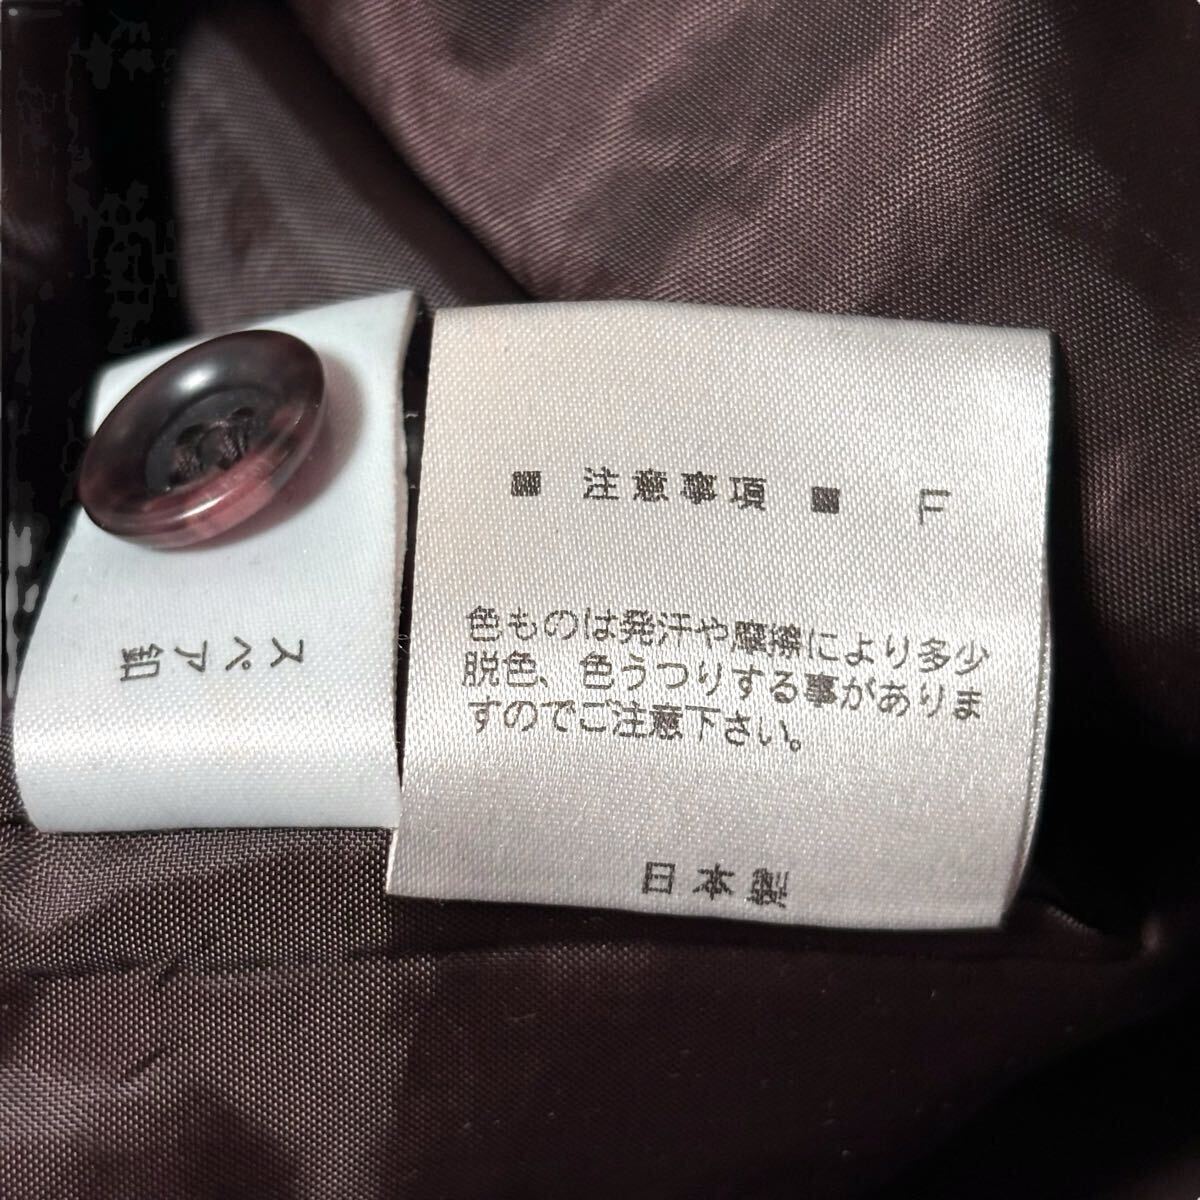 スペア釦
■ 注意事項 ■ F
色ものは発汗や摩擦により多少
脱色、色うつりする事がありま
すのでご注意下さい。
日本製